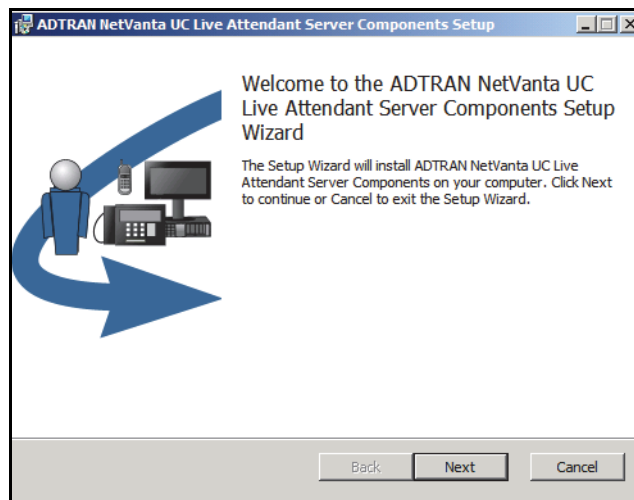 ADTRAN NetVanta UC Live Attendant Server Components Setup
Welcome to the ADTRAN NetVanta UC
Live Attendant Server Components Setup
Wizard
The Setup Wizard will install ADTRAN NetVanta UC Live
Attendant Server Components on your computer. Click Next
to continue or Cancel to exit the Setup Wizard.
Back Next Cancel